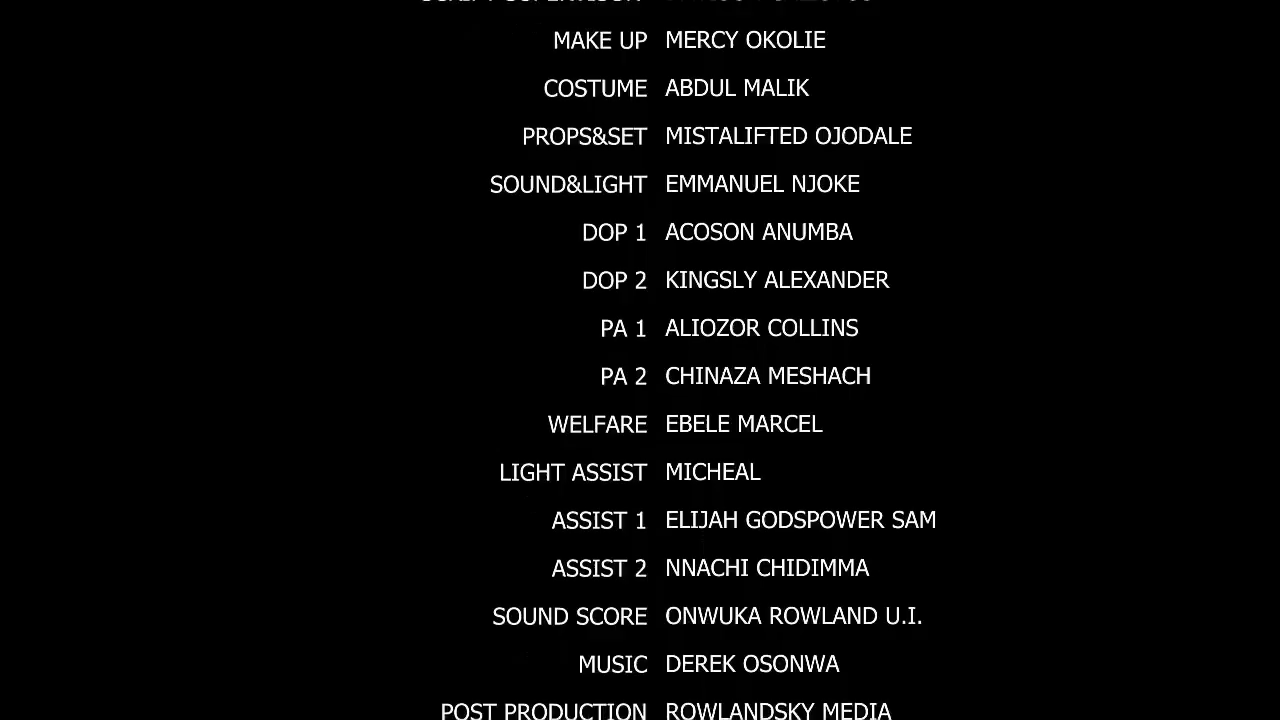 MAKE UP MERCY OKOLIE
COSTUME ABDUL MALIK
PROPS&SET MISTALIFTED OJODALE
SOUND&LIGHT EMMANUEL NJOKE
DOP 1 ACOSON ANUMBA
DOP 2 KINGSLY ALEXANDER
PA 1 ALIOZOR COLLINS
PA 2 CHINAZA MESHACH
WELFARE EBELE MARCEL
LIGHT ASSIST MICHEAL
ASSIST 1 ELIJAH GODSPOWER SAM
ASSIST 2 NNACHI CHIDIMMA
SOUND SCORE ONWUKA ROWLAND U.I.
MUSIC DEREK OSONWA
POST PRODUCTION ROWLANDSKY MEDIA